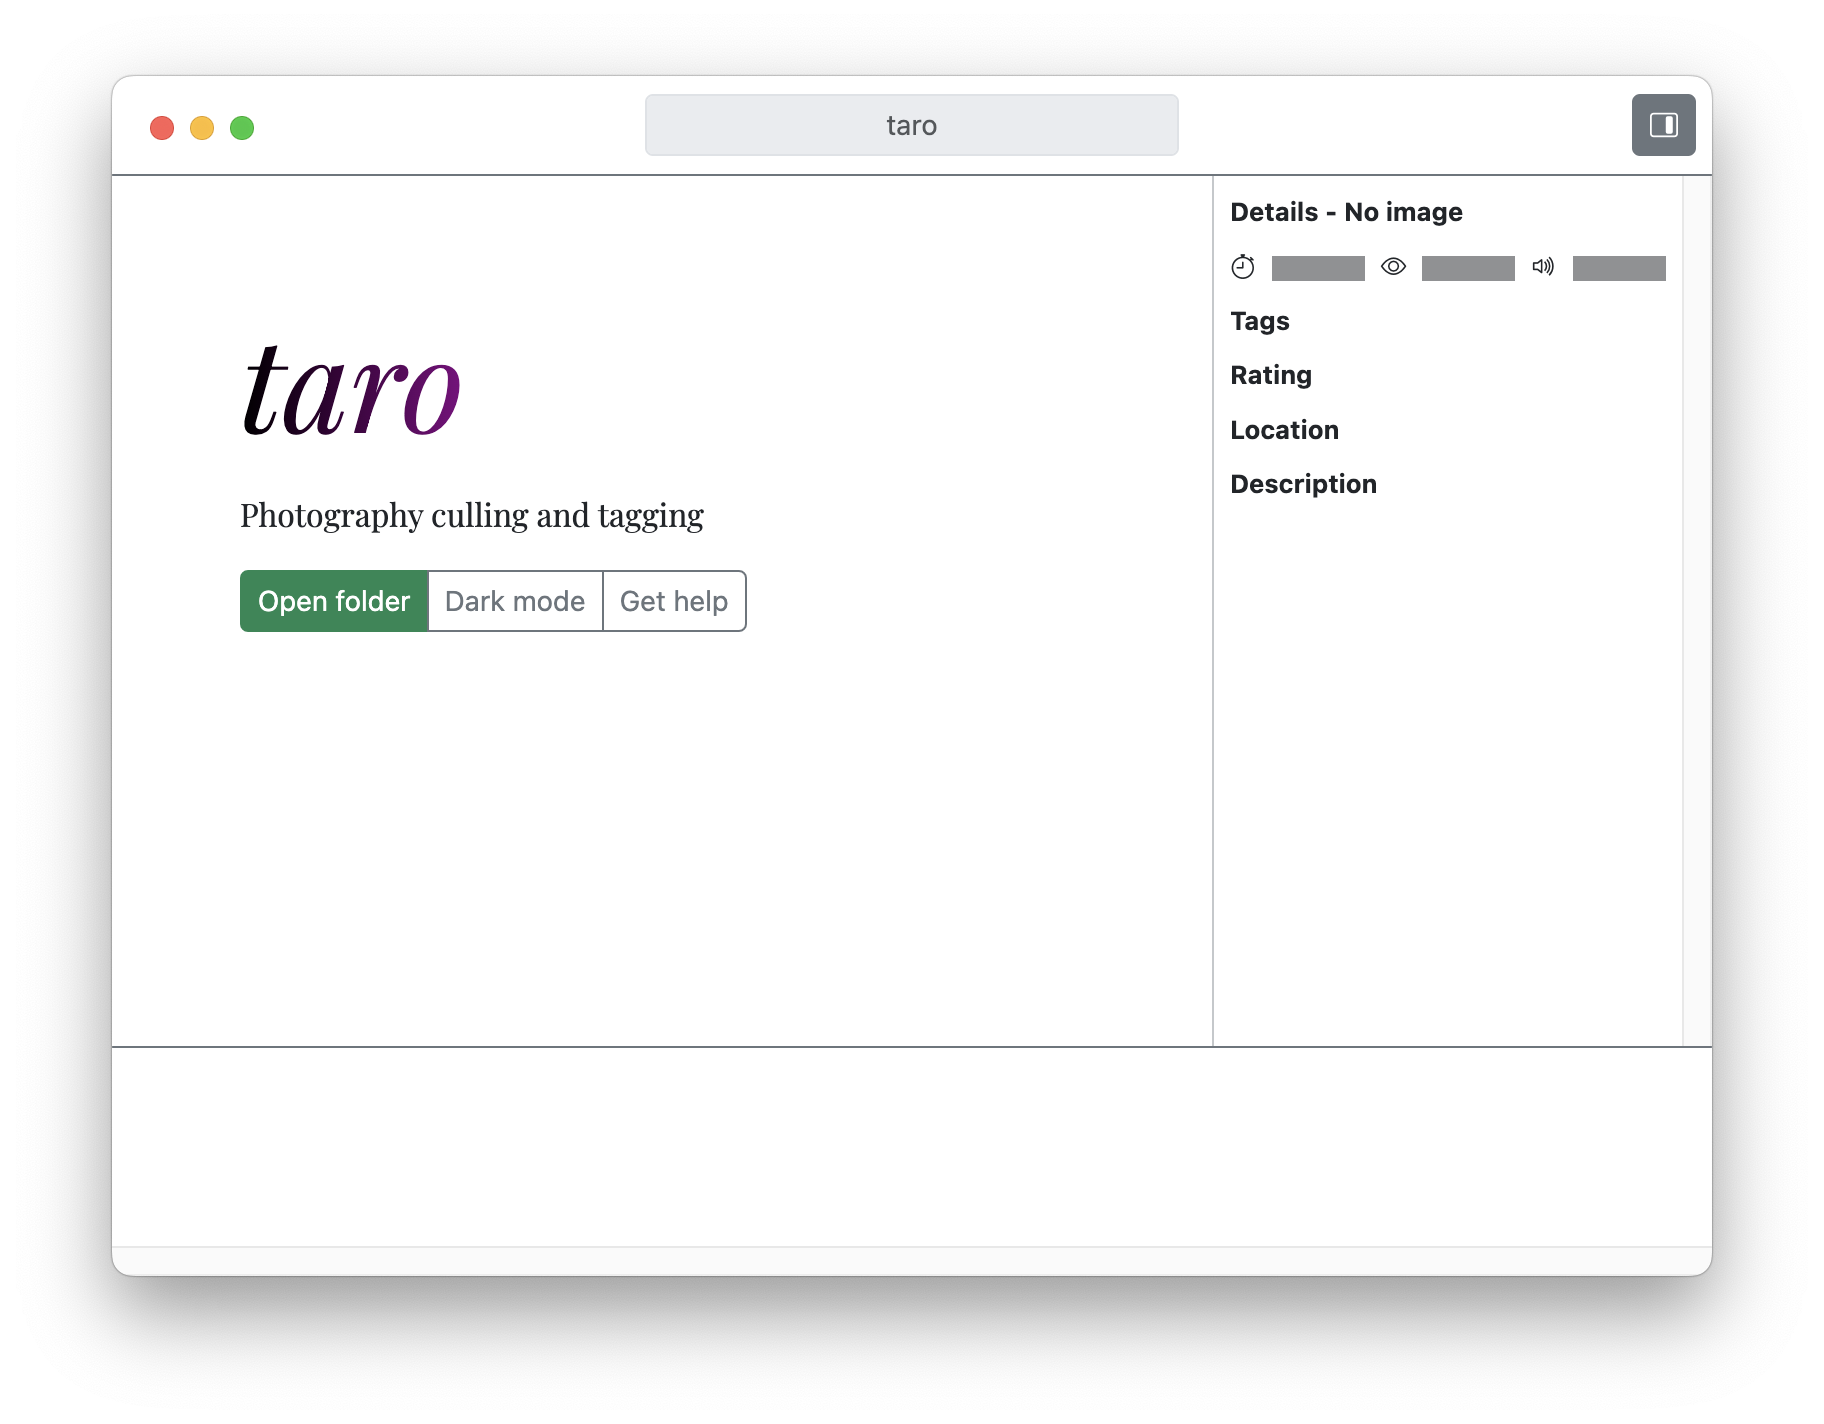 taro
taro
Photography culling and tagging
Open folder Dark mode Get help
Details - No image
Tags
Rating
Location
Description